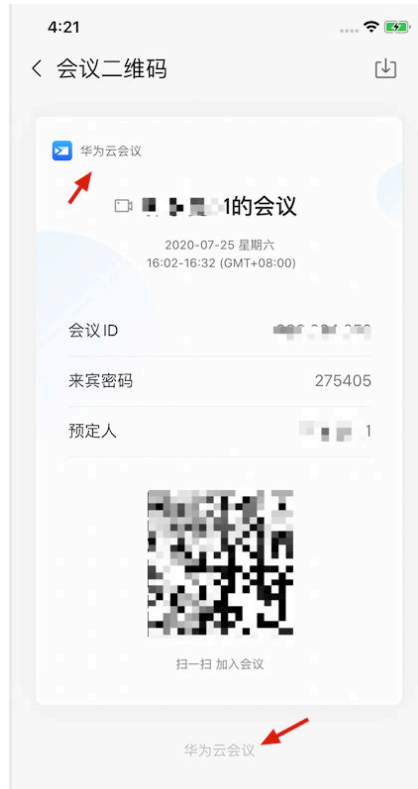 4:21
会议二维码
华为云会议
1的会议
2020-07-25 星期六
16:02-16:32 (GMT+08:00)
会议ID
来宾密码 275405
预定人 1
扫一扫 加入会议
华为云会议